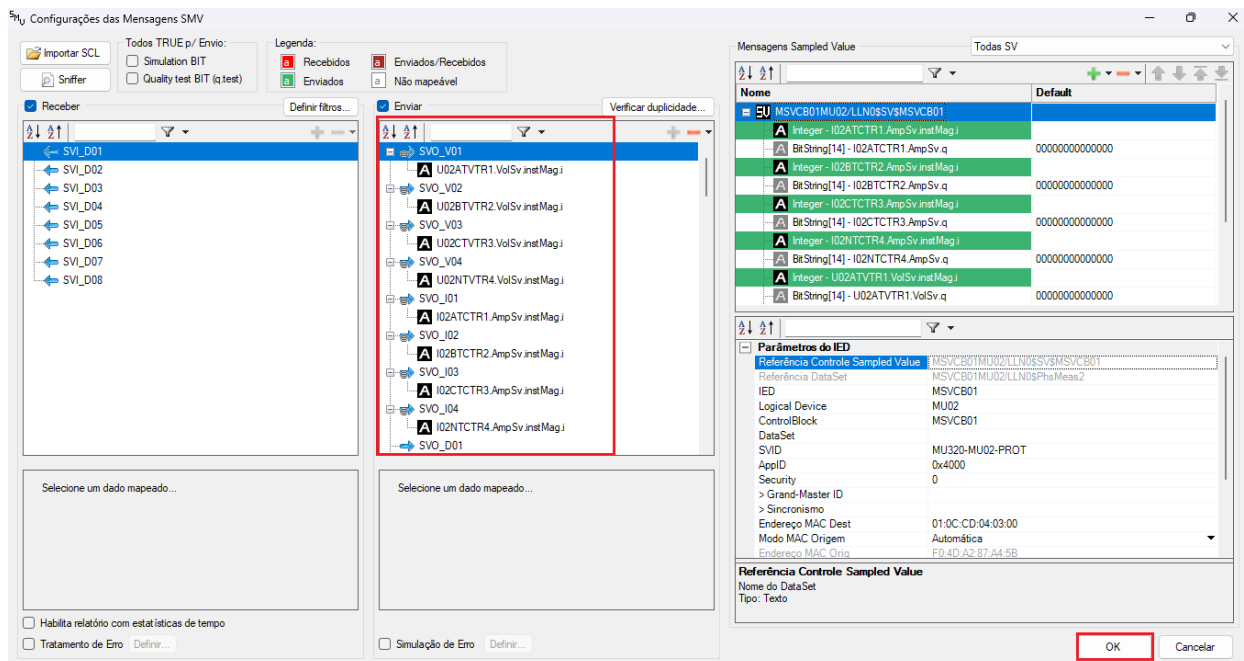 SMU Configurações das Mensagens SMV
Importar SCL
Sniffer
Todos TRUE p/ Envio:
Simulation BIT
Quality test BIT (q.test)
Legenda:
a Recebidos
a Enviados/Recebidos
a Enviados
a Não mapeável
Receber
Definir filtros...
SVI_D01
SVI_D02
SVI_D03
SVI_D04
SVI_D05
SVI_D06
SVI_D07
SVI_D08
Selecione um dado mapeado...
Habilita relatório com estatísticas de tempo
Tratamento de Erro Definir...
Enviar
Verificar duplicidade...
SVO_V01
A U02ATVTR1.VolSv.instMag.i
SVO_V02
A U02BTVTR2.VolSv.instMag.i
SVO_V03
A U02CTVTR3.VolSv.instMag.i
SVO_V04
A U02NTVTR4.VolSv.instMag.i
SVO_I01
A I02ATCTR1.AmpSv.instMag.i
SVO_I02
A I02BTCTR2.AmpSv.instMag.i
SVO_I03
A I02CTCTR3.AmpSv.instMag.i
SVO_I04
A I02NTCTR4.AmpSv.instMag.i
SVO_D01
Selecione um dado mapeado...
Simulação de Erro Definir...
Mensagens Sampled Value
Todas SV
Nome Default
SV MSVCB01MU02/LLN0$SV$MSVCB01
A Integer - I02ATCTR1.AmpSv.instMag.i
A BitString[14] - I02ATCTR1.AmpSv.q 00000000000000
A Integer - I02BTCTR2.AmpSv.instMag.i
A BitString[14] - I02BTCTR2.AmpSv.q 00000000000000
A Integer - I02CTCTR3.AmpSv.instMag.i
A BitString[14] - I02CTCTR3.AmpSv.q 00000000000000
A Integer - I02NTCTR4.AmpSv.instMag.i
A BitString[14] - I02NTCTR4.AmpSv.q 00000000000000
A Integer - U02ATVTR1.VolSv.instMag.i
A BitString[14] - U02ATVTR1.VolSv.q 00000000000000
Parâmetros do IED
Referência Controle Sampled Value MSVCB01MU02/LLN0$SV$MSVCB01
Referência DataSet MSVCB01MU02/LLN0$PhsMeas2
IED MSVCB01
Logical Device MU02
ControlBlock MSVCB01
DataSet
SVID MU320-MU02-PROT
AppID 0x4000
Security 0
> Grand-Master ID
> Sincronismo
Endereço MAC Dest 01:0C:CD:04:03:00
Modo MAC Origem Automática
Endereço MAC Orig F0:4D:A2:87:A4:5B
Referência Controle Sampled Value
Nome do DataSet
Tipo: Texto
OK
Cancelar